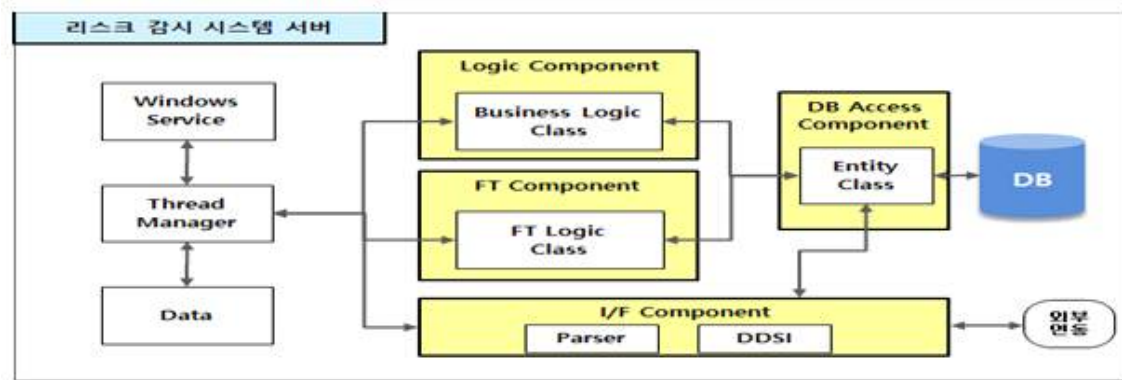 리스크 감시 시스템 서버
Windows
Service
Thread
Manager
Data
Logic Component
Business Logic
Class
FT Component
FT Logic
Class
DB Access
Component
Entity
Class
DB
I/F Component
Parser
DDSI
외부
연동